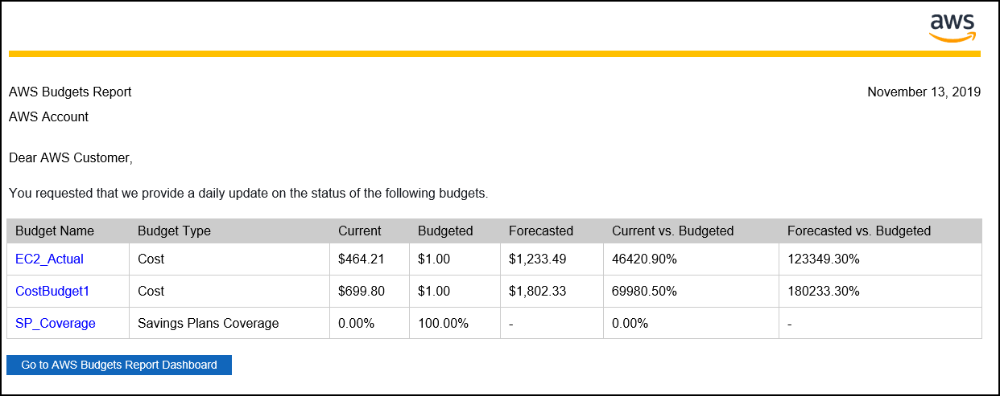 aws
AWS Budgets Report November 13, 2019
AWS Account
Dear AWS Customer,
You requested that we provide a daily update on the status of the following budgets.
Budget Name Budget Type Current Budgeted Forecasted Current vs. Budgeted Forecasted vs. Budgeted
EC2_Actual Cost $464.21 $1.00 $1,233.49 46420.90% 123349.30%
CostBudget1 Cost $699.80 $1.00 $1,802.33 69980.50% 180233.30%
SP_Coverage Savings Plans Coverage 0.00% 100.00% - 0.00% -
Go to AWS Budgets Report Dashboard